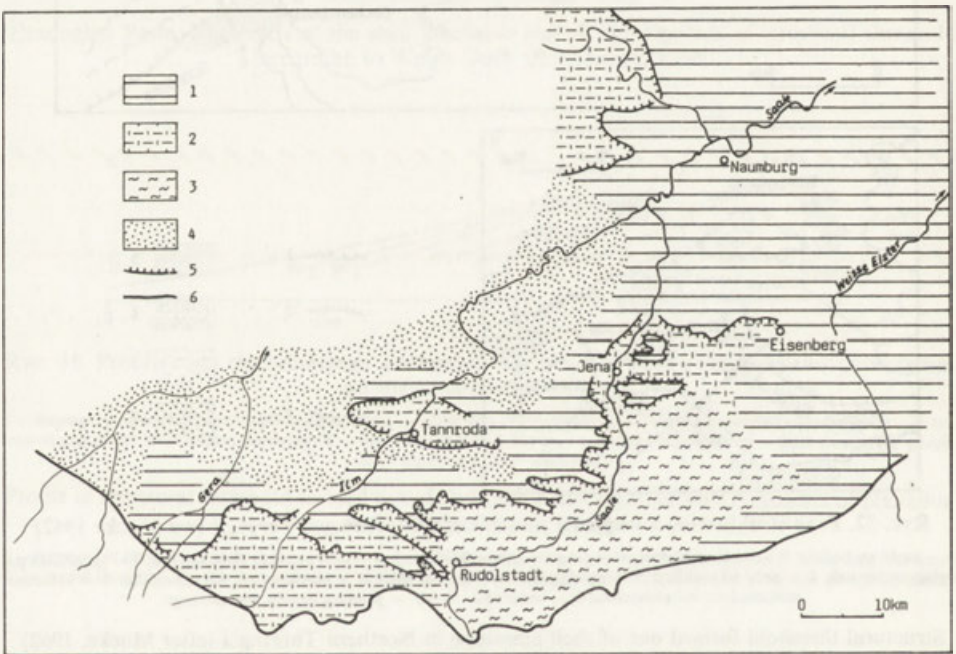 1
2
3
4
5
6
Saale
Naumburg
Weisse Elster
Eisenberg
Jena
Tannroda
Gera
Ilm
Saale
Rudolstadt
0 10km